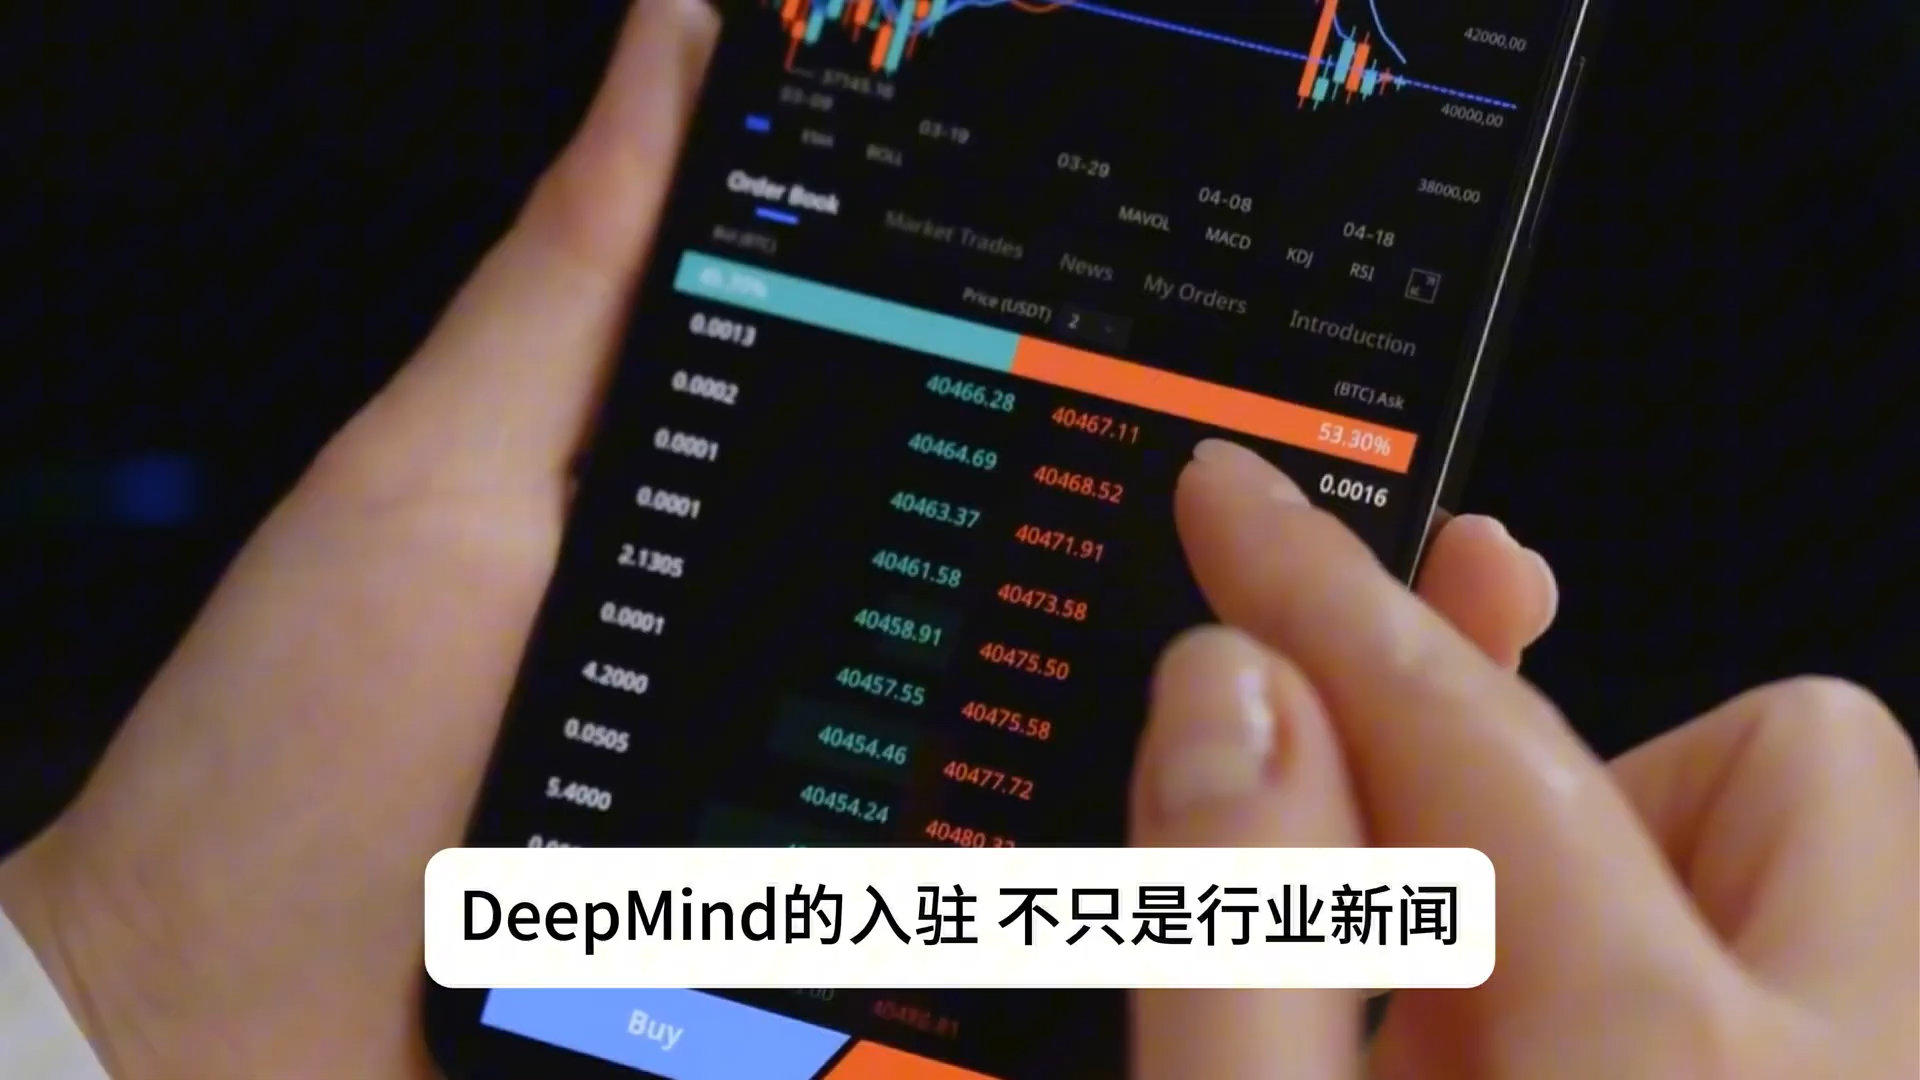 42000,00
40000,00
38000,00
03-19
03-29
04-08
04-18
BOLL
MAVOL
MACD
KDJ
RSI
Order Book
Market Trades
News
My Orders
Introduction
Price (USDT)
2
(BTC) Ask
53.30%
0.0013
40466.28
40467.11
0.0016
0.0002
40464.69
40468.52
0.0001
40463.37
40471.91
0.0001
40461.58
40473.58
2.1305
40458.91
40475.50
0.0001
40457.55
40475.58
4.2000
40454.46
40477.72
0.0505
40454.24
5.4000
DeepMind的入驻 不只是行业新闻
Buy